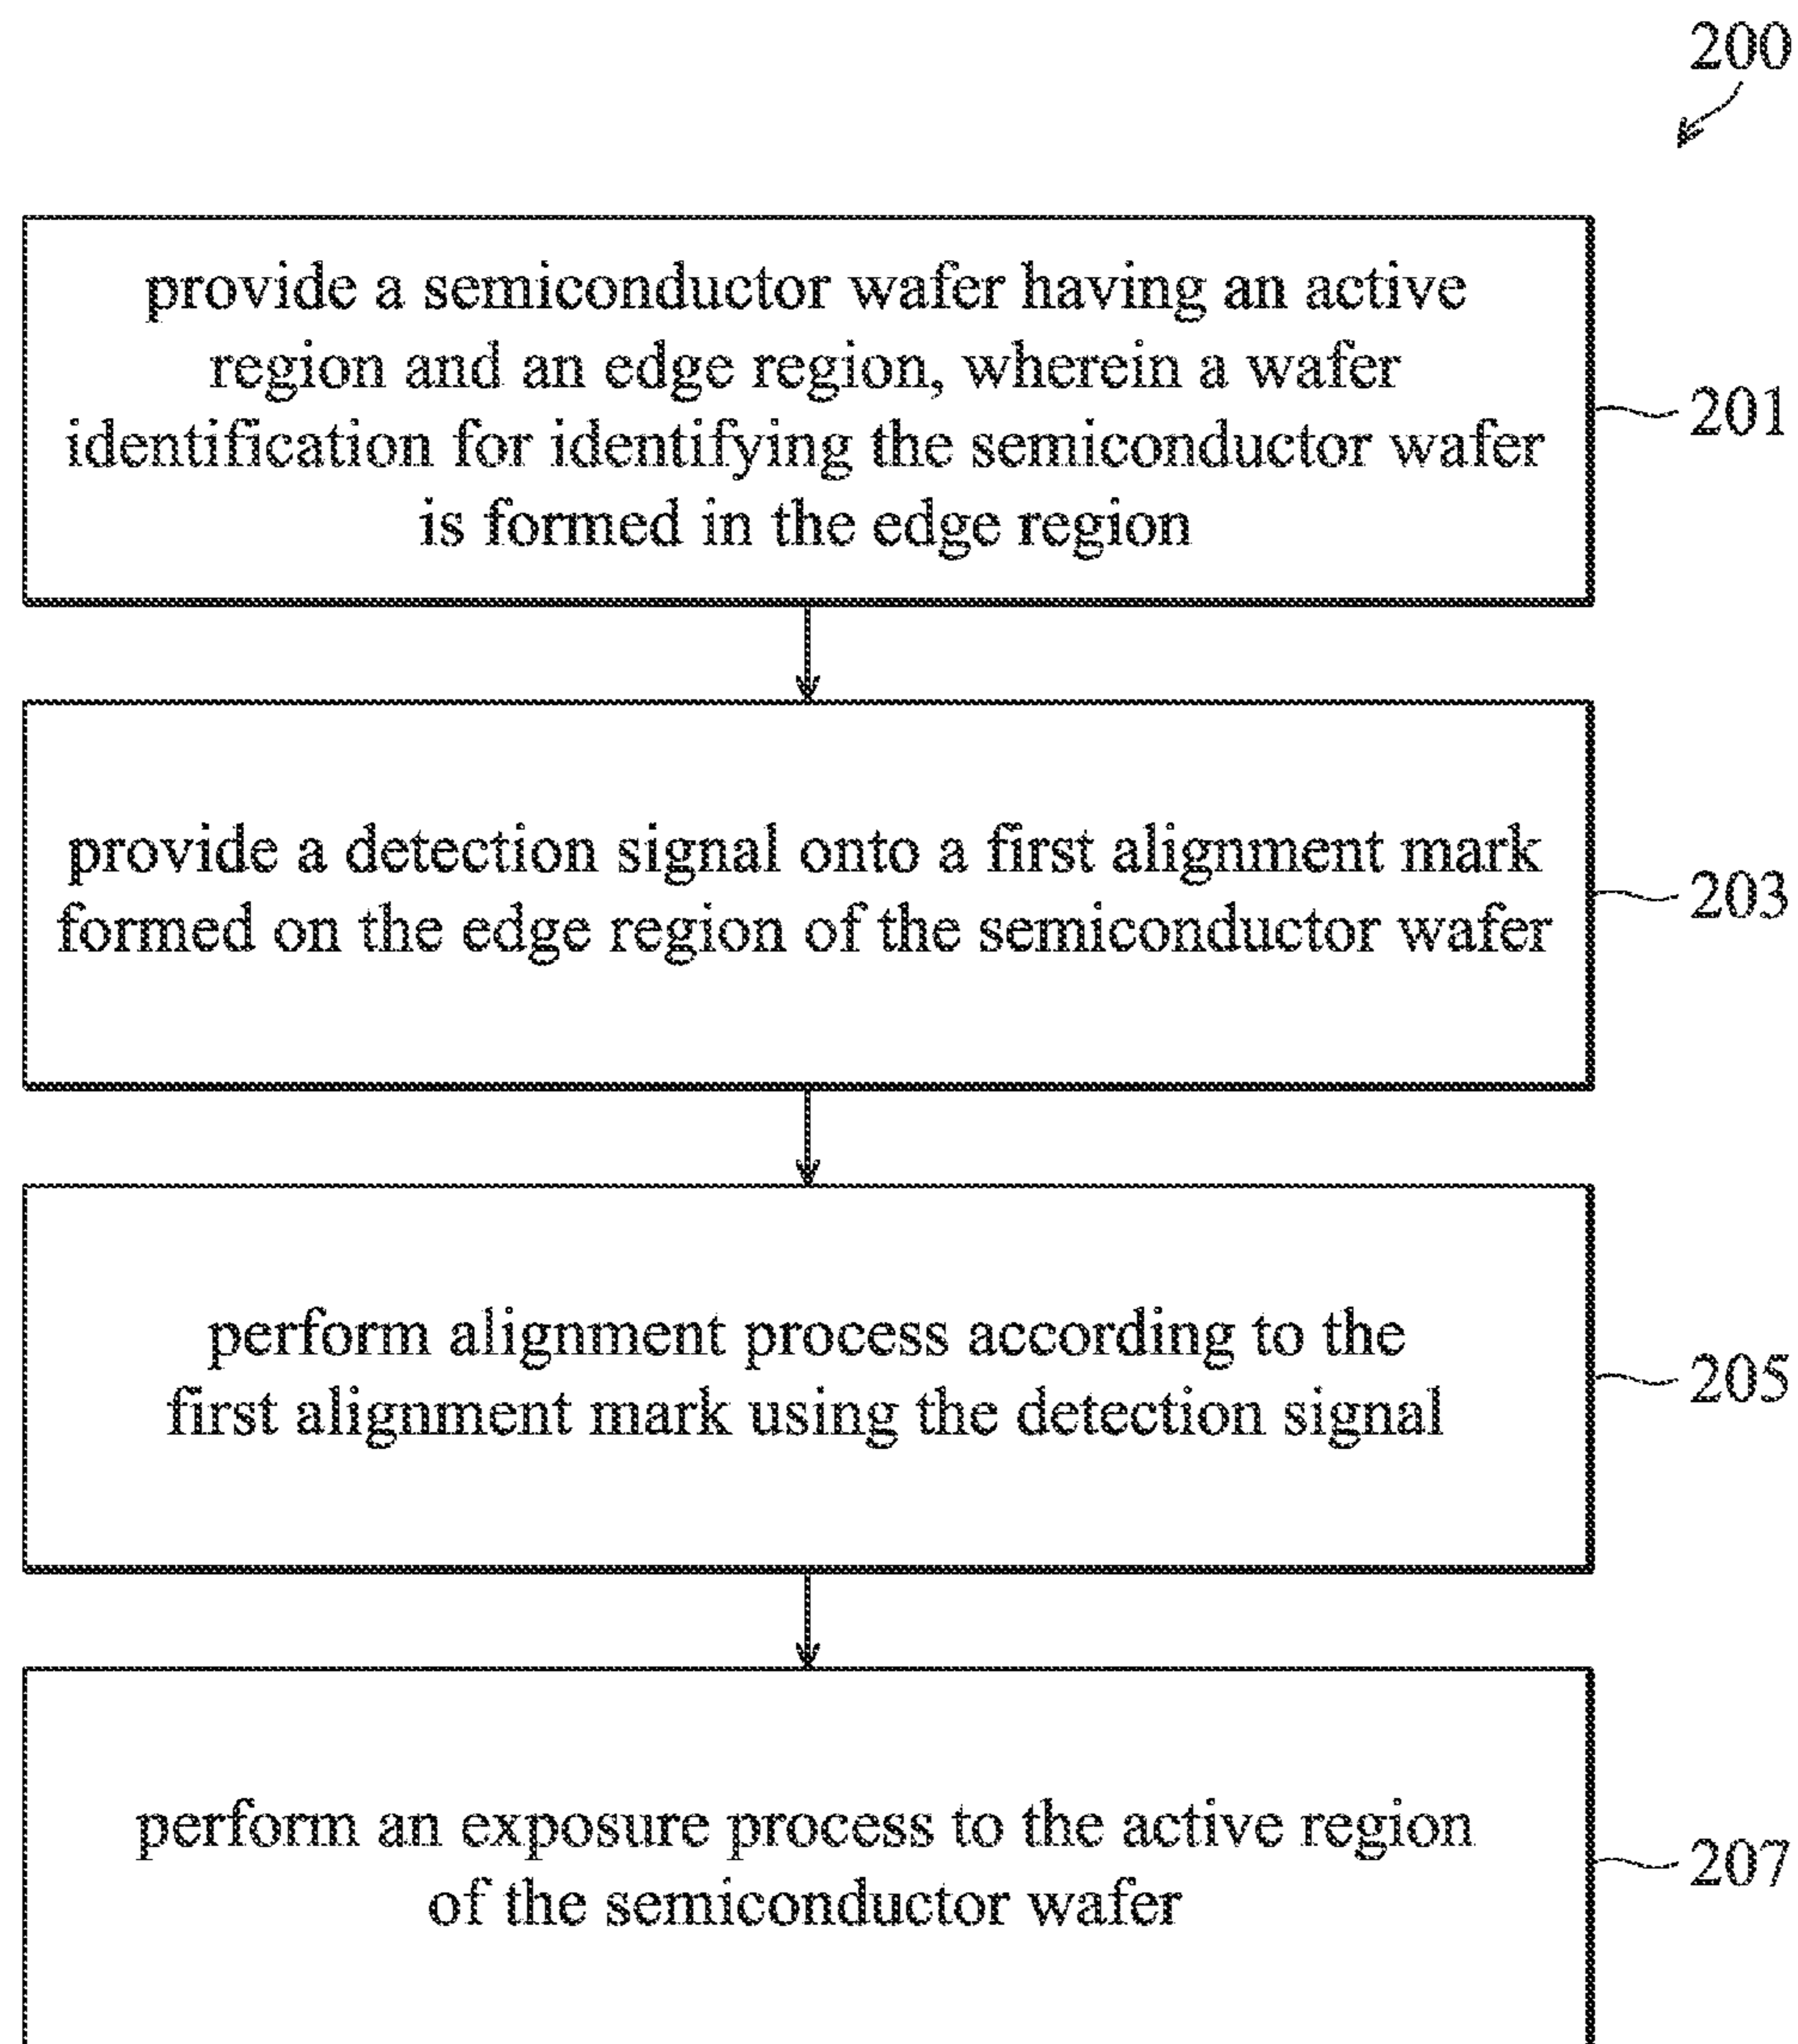 200
provide a semiconductor wafer having an active
region and an edge region, wherein a wafer
identification for identifying the semiconductor wafer
is formed in the edge region
201
provide a detection signal onto a first alignment mark
formed on the edge region of the semiconductor wafer
203
perform alignment process according to the
first alignment mark using the detection signal
205
perform an exposure process to the active region
of the semiconductor wafer
207